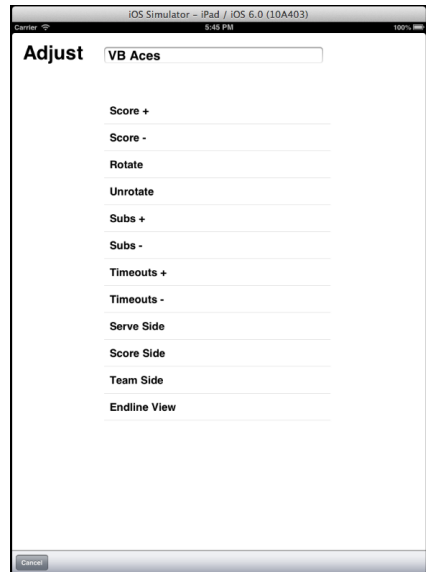 iOS Simulator - iPad / iOS 6.0 (10A403)
Carrier 5:45 PM 100%
Adjust VB Aces
Score +
Score -
Rotate
Unrotate
Subs +
Subs -
Timeouts +
Timeouts -
Serve Side
Score Side
Team Side
Endline View
Cancel